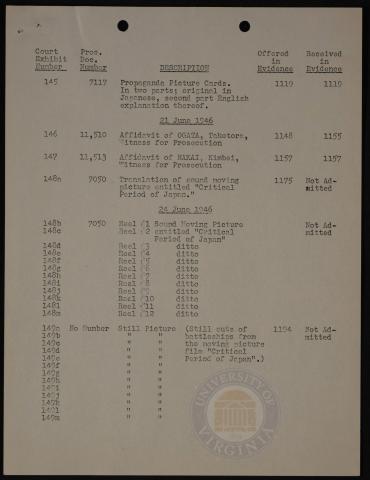 Court Pros. Offered Received
Exhibit Doc. in in
Number Number DESCRIPTION Evidence Evidence
145 7117 Propaganda Picture Cards. 1119 1119
In two parts; original in
Japanese, second part English
explanation thereof.
21 June 1946
146 11,510 Affidavit of OGATA, Taketora, 1148 1155
Witness for Prosecution
147 11,513 Affidavit of NAKAI, Kimbei, 1157 1157
Witness for Prosecution
148a 7050 Translation of sound moving 1175 Not Ad-
picture entitled "Critical mitted
Period of Japan."
24 June 1946
148b 7050 Reel #1 Sound Moving Picture Not Ad-
148c Reel #2 entitled "Critical mitted
Period of Japan"
148d Reel #3 ditto
148e Reel #4 ditto
148f Reel #5 ditto
148g Reel #6 ditto
148h Reel #7 ditto
148i Reel #8 ditto
148j Reel #9 ditto
148k Reel #10 ditto
148l Reel #11 ditto
148m Reel #12 ditto
149a No Number Still Picture (Still cuts of 1194 Not Ad-
149b " " battleships from mitted
149c " " the moving picture
149d " " film "Critical
149e " " Period of Japan".)
149f " "
149g " "
149h " "
149i " "
149j " "
149k " "
149l " "
149m " "
UNIVERSITY OF VIRGINIA